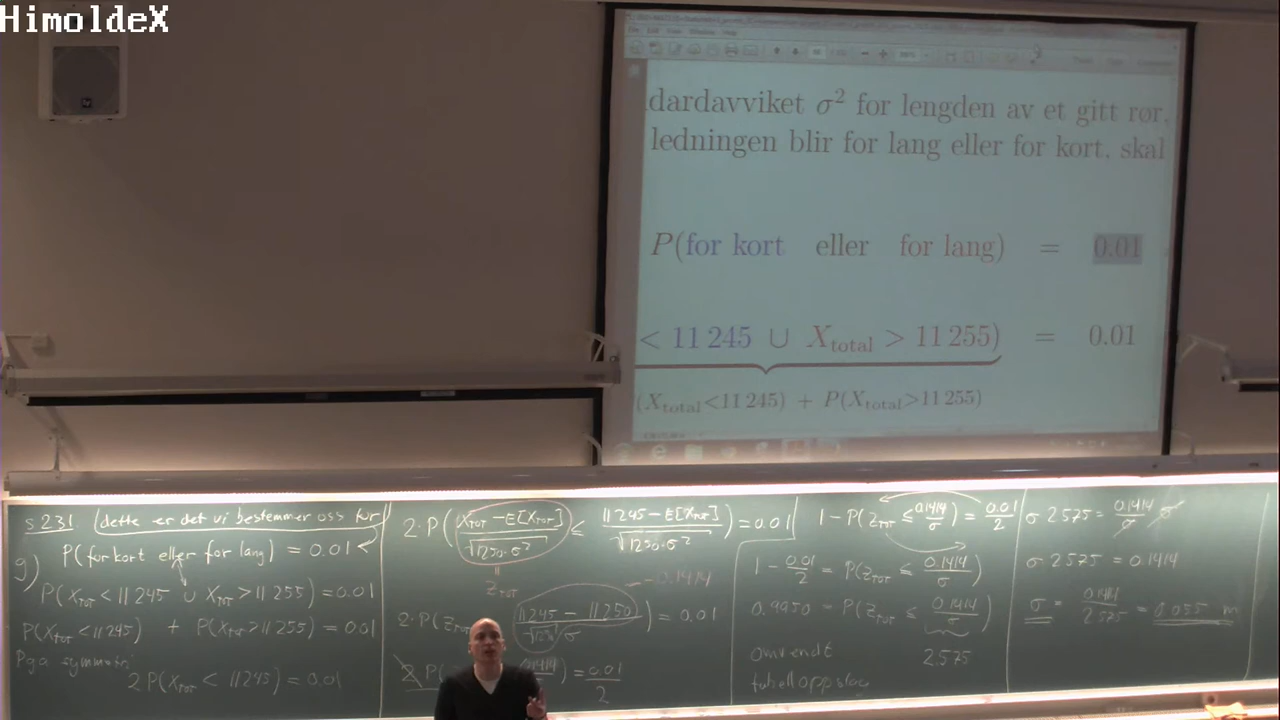 HimoldeX
dardavviket σ² for lengden av et gitt rør.
ledningen blir for lang eller for kort, skal
P(for kort eller for lang) = 0.01
< 11 245 ∪ X_total > 11 255) = 0.01
(X_total<11 245) + P(X_total>11 255)
s 231 (dette er det vi bestemmer oss for
g) P(for kort eller for lang) = 0.01
P(X_TOT < 11 245 ∪ X_TOT > 11 255) = 0.01
P(X_TOT < 11 245) + P(X_TOT > 11 255) = 0.01
Pga symmetri:
2 P(X_TOT < 11 245) = 0.01
2 · P( (X_TOT − E[X_TOT]) / √(1250·σ²) ≤ (11 245 − E[X_TOT]) / √(1250·σ²) ) = 0.01
Z_TOT
−0.1414
2·P(Z_TOT 11 245 − 11 250 ) = 0.01
2 P( 0.1414 = 0.01/2
1 − P(Z_TOT ≤ 0.1414/σ) = 0.01/2
1 − 0.01/2 = P(Z_TOT ≤ 0.1414/σ)
0.9950 = P(Z_TOT ≤ 0.1414/σ)
omvendt 2.575
tabelloppslag
σ 2.575 = 0.1414/σ · σ
σ 2.575 = 0.1414
σ = 0.1414/2.575 = 0.055 m